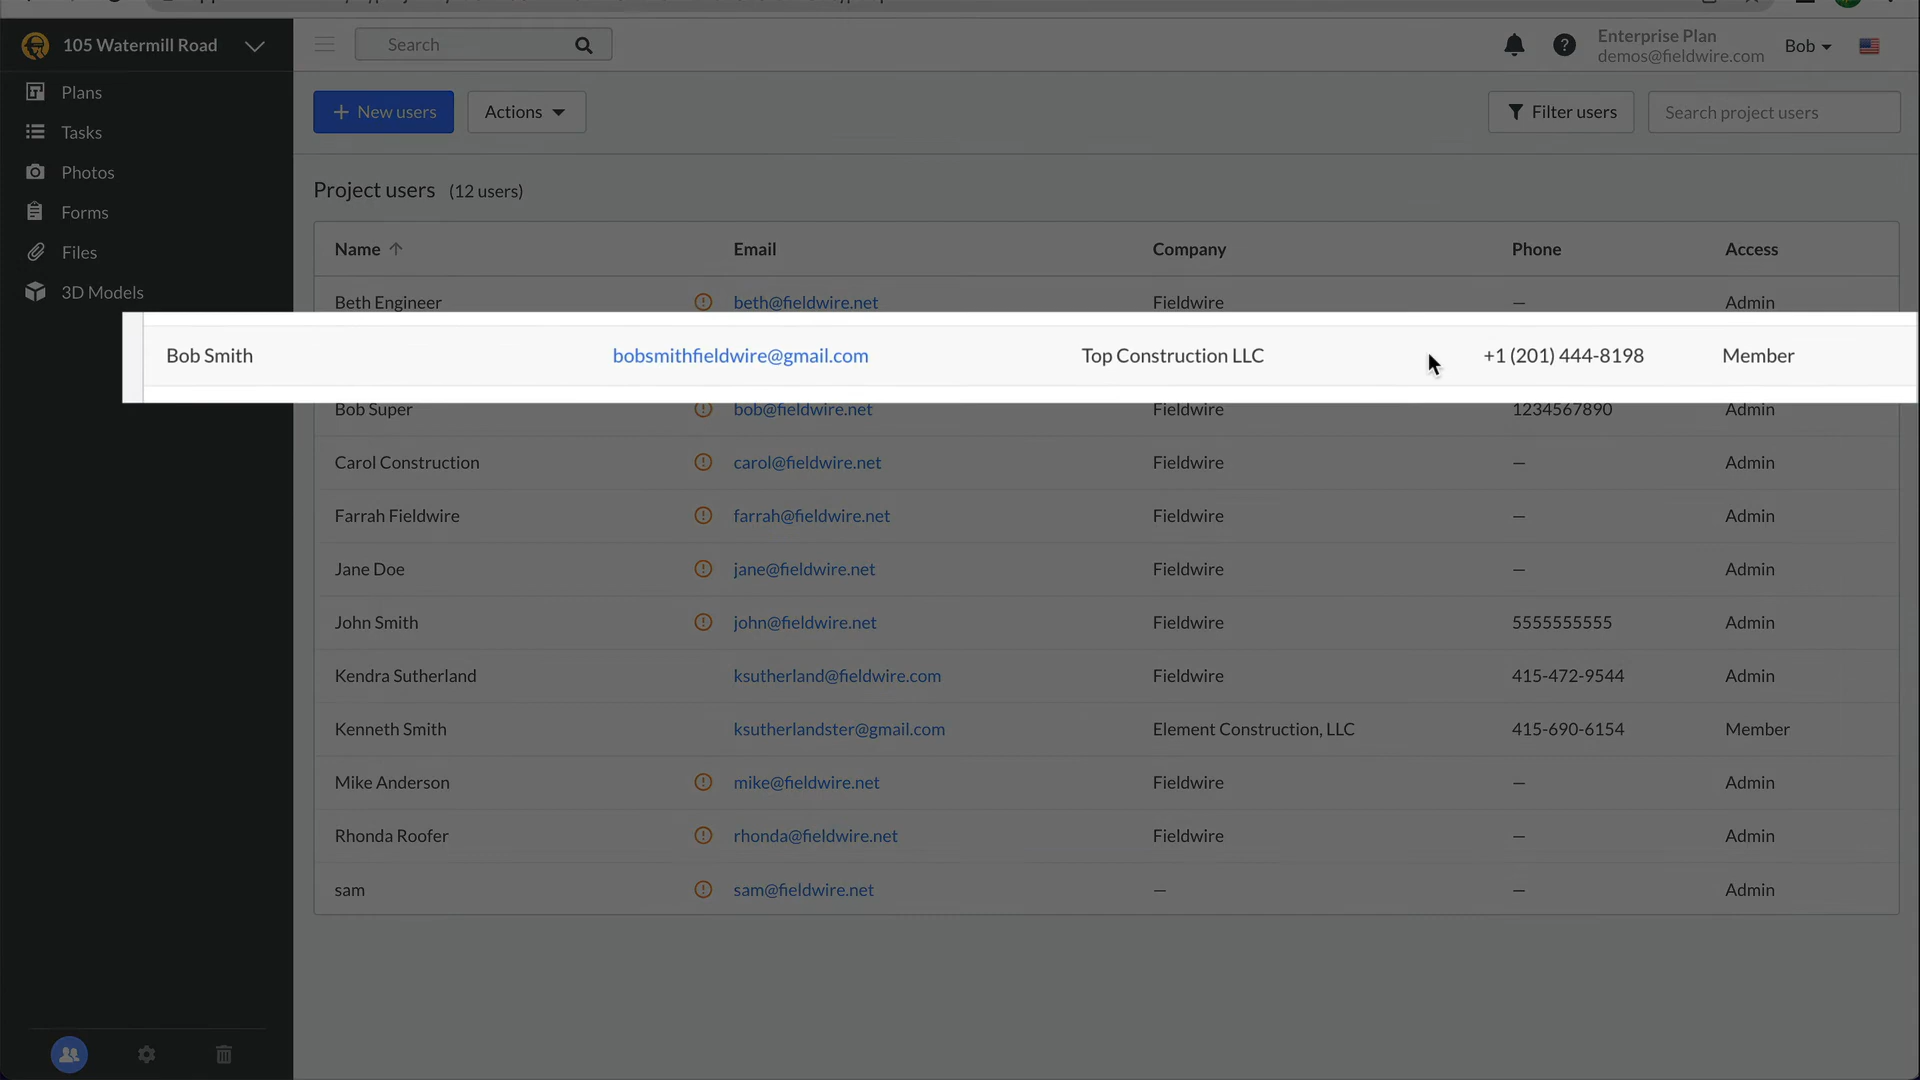 105 Watermill Road
Search
Enterprise Plan
demos@fieldwire.com
Bob
Plans
Tasks
Photos
Forms
Files
3D Models
+ New users
Actions
Filter users
Search project users
Project users (12 users)
Name Email Company Phone Access
Beth Engineer beth@fieldwire.net Fieldwire — Admin
Bob Smith bobsmithfieldwire@gmail.com Top Construction LLC +1 (201) 444-8198 Member
Bob Super bob@fieldwire.net Fieldwire 1234567890 Admin
Carol Construction carol@fieldwire.net Fieldwire — Admin
Farrah Fieldwire farrah@fieldwire.net Fieldwire — Admin
Jane Doe jane@fieldwire.net Fieldwire — Admin
John Smith john@fieldwire.net Fieldwire 5555555555 Admin
Kendra Sutherland ksutherland@fieldwire.com Fieldwire 415-472-9544 Admin
Kenneth Smith ksutherlandster@gmail.com Element Construction, LLC 415-690-6154 Member
Mike Anderson mike@fieldwire.net Fieldwire — Admin
Rhonda Roofer rhonda@fieldwire.net Fieldwire — Admin
sam sam@fieldwire.net — — Admin